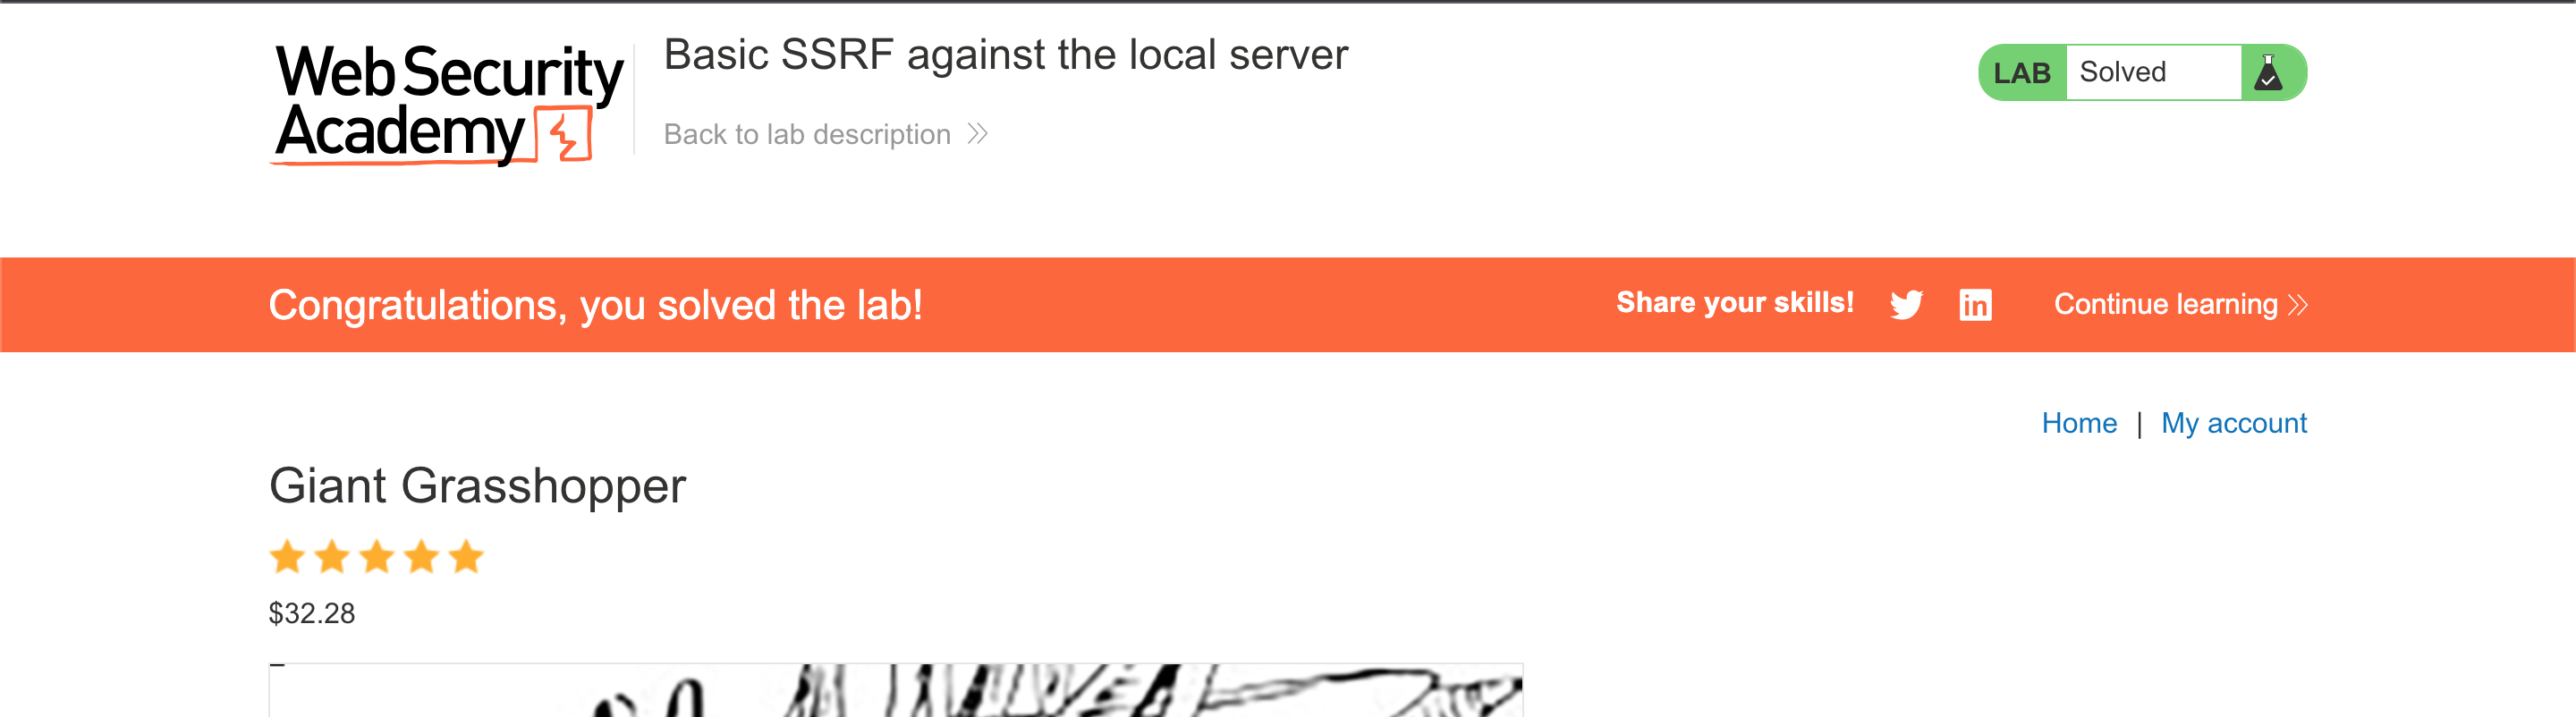 Web Security
Academy
Basic SSRF against the local server
Back to lab description
LAB Solved
Congratulations, you solved the lab!
Share your skills!
in
Continue learning
Home | My account
Giant Grasshopper
$32.28